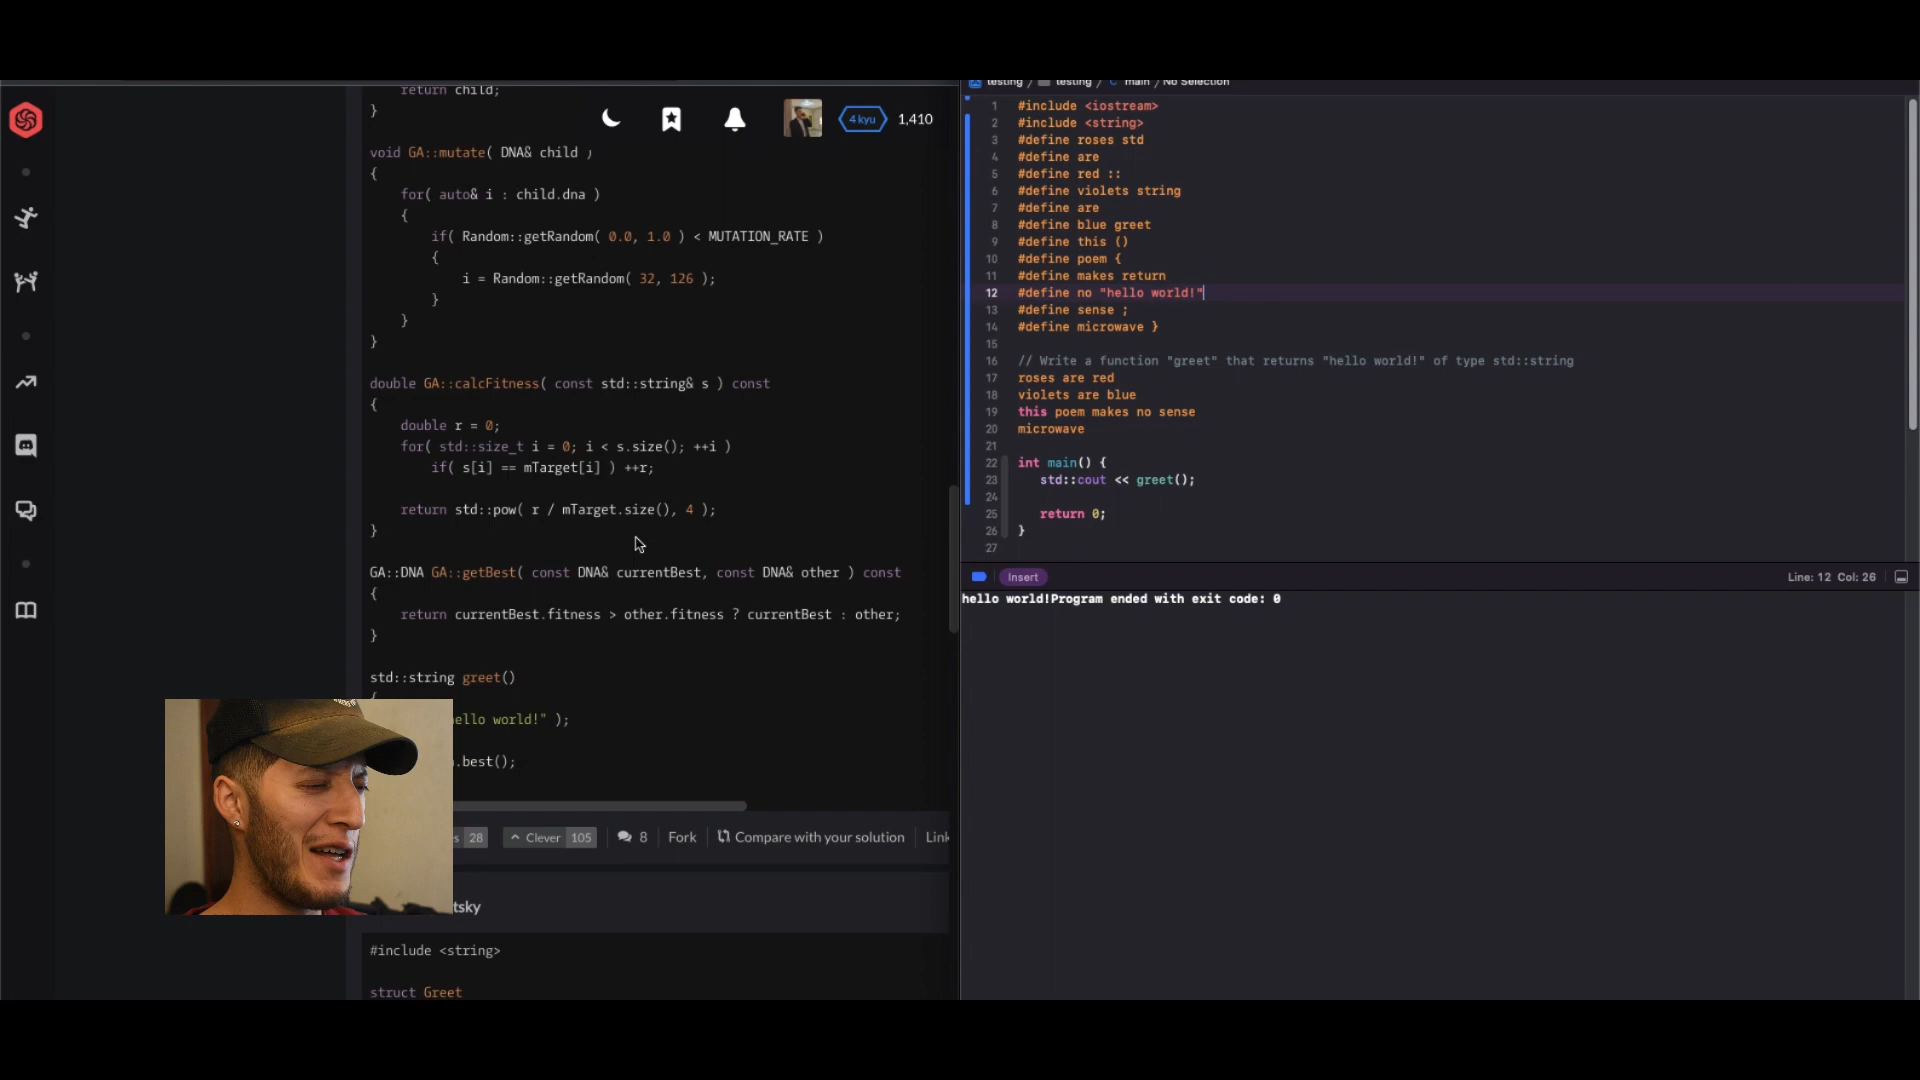 return child;
}
void GA::mutate( DNA& child ;
{
for( auto& i : child.dna )
{
if( Random::getRandom( 0.0, 1.0 ) < MUTATION_RATE )
{
i = Random::getRandom( 32, 126 );
}
}
}
double GA::calcFitness( const std::string& s ) const
{
double r = 0;
for( std::size_t i = 0; i < s.size(); ++i )
if( s[i] == mTarget[i] ) ++r;
return std::pow( r / mTarget.size(), 4 );
}
GA::DNA GA::getBest( const DNA& currentBest, const DNA& other ) const
{
return currentBest.fitness > other.fitness ? currentBest : other;
}
std::string greet()
{
ello world!" );
.best();
4 kyu 1,410
s 28 Clever 105 8 Fork Compare with your solution Link
tsky
#include <string>
struct Greet
testing / testing / C main / No Selection
1 #include <iostream>
2 #include <string>
3 #define roses std
4 #define are
5 #define red ::
6 #define violets string
7 #define are
8 #define blue greet
9 #define this ()
10 #define poem {
11 #define makes return
12 #define no "hello world!"
13 #define sense ;
14 #define microwave }
15
16 // Write a function "greet" that returns "hello world!" of type std::string
17 roses are red
18 violets are blue
19 this poem makes no sense
20 microwave
21
22 int main() {
23 std::cout << greet();
24
25 return 0;
26 }
27
Insert Line: 12 Col: 26
hello world!Program ended with exit code: 0